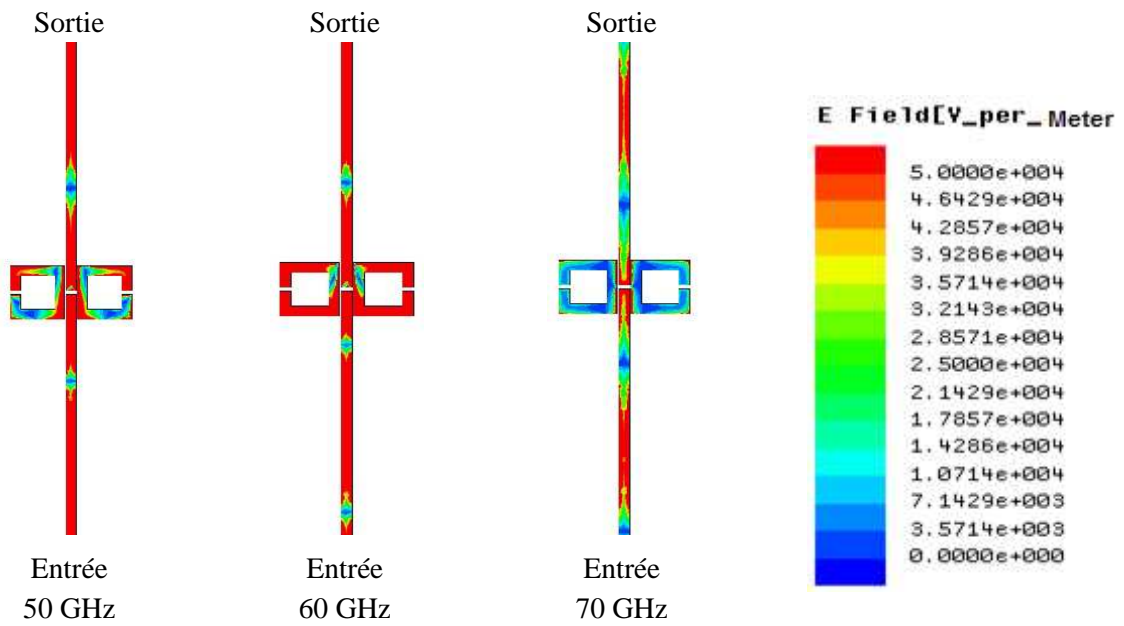 Sortie
Sortie
Sortie
E Field[V_per_ Meter
5.0000e+004
4.6429e+004
4.2857e+004
3.9286e+004
3.5714e+004
3.2143e+004
2.8571e+004
2.5000e+004
2.1429e+004
1.7857e+004
1.4286e+004
1.0714e+004
7.1429e+003
3.5714e+003
0.0000e+000
Entrée
50 GHz
Entrée
60 GHz
Entrée
70 GHz